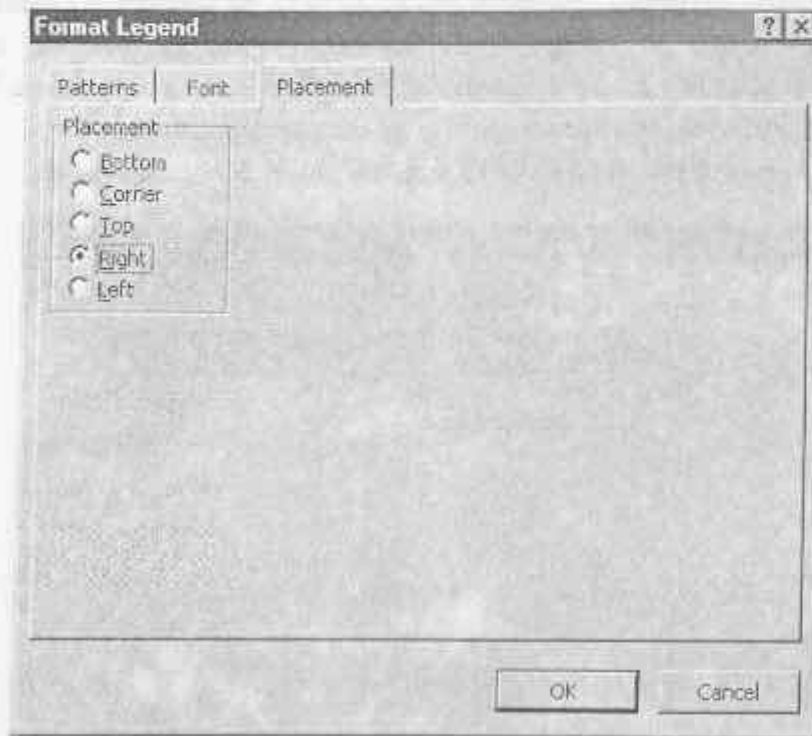 Format Legend ? X
Patterns Font Placement
Placement
Bottom
Corner
Top
Right
Left
OK Cancel